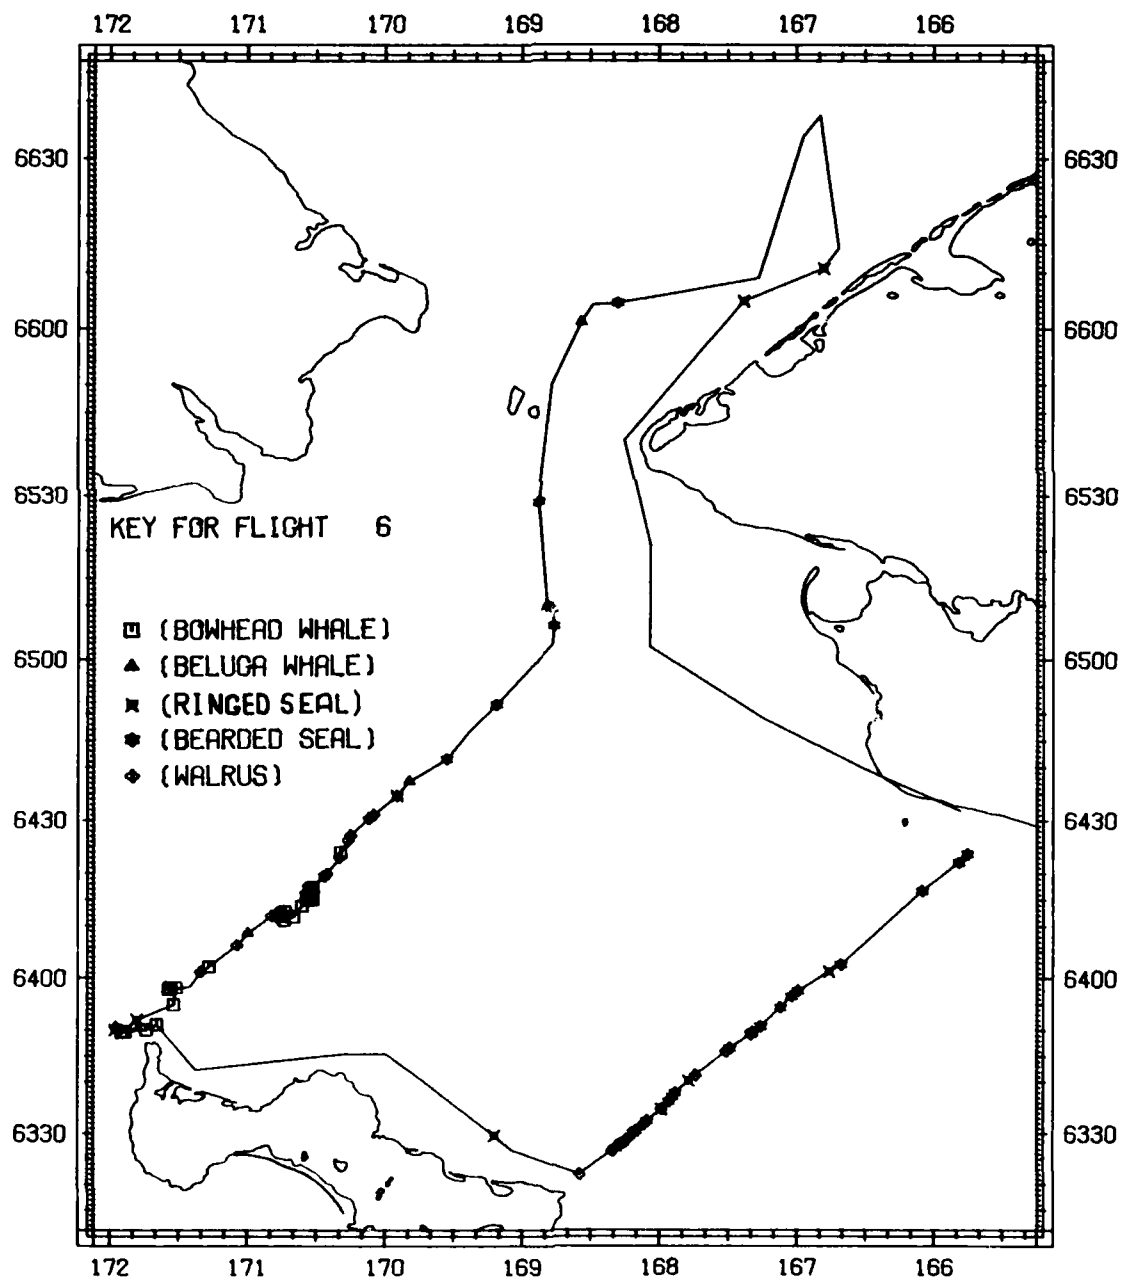 172 171 170 169 168 167 166
6630 6630
6600 6600
6530 6530
KEY FOR FLIGHT 6
(BOWHEAD WHALE)
6500 6500
(BELUGA WHALE)
(RINGED SEAL)
(BEARDED SEAL)
(WALRUS)
6430 6430
6400 6400
6330 6330
172 171 170 169 168 167 166